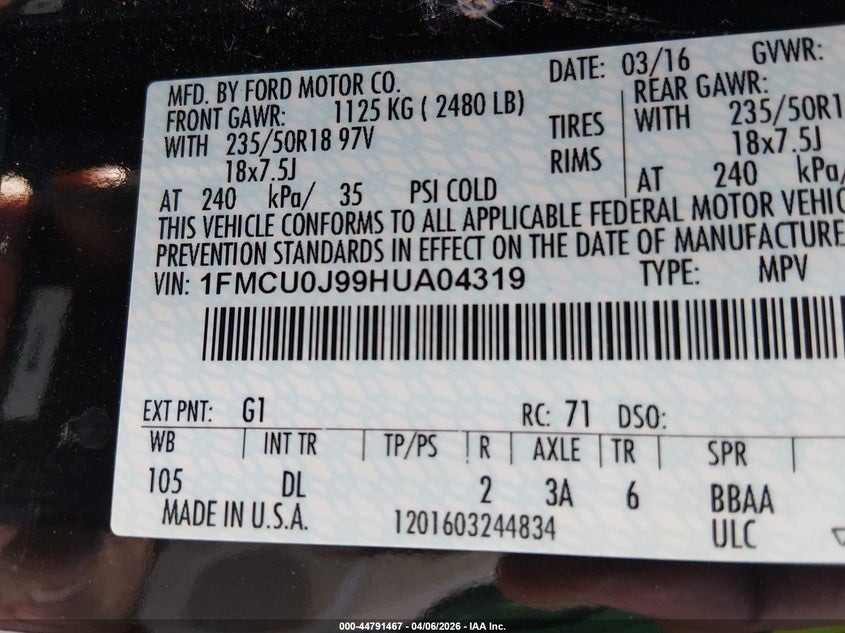 MFD. BY FORD MOTOR CO. DATE: 03/16 GVWR:
FRONT GAWR: 1125 KG ( 2480 LB) REAR GAWR:
WITH 235/50R18 97V TIRES WITH 235/50R1
18x7.5J RIMS 18x7.5J
AT 240 kPa/ 35 PSI COLD AT 240 kPa/
THIS VEHICLE CONFORMS TO ALL APPLICABLE FEDERAL MOTOR VEHIC
PREVENTION STANDARDS IN EFFECT ON THE DATE OF MANUFACTURE
VIN: 1FMCU0J99HUA04319 TYPE: MPV
EXT PNT: G1 RC: 71 DSO:
WB INT TR TP/PS R AXLE TR SPR
105 DL 2 3A 6 BBAA
MADE IN U.S.A. 1201603244834 ULC
000-44791467 - 04/06/2026 - IAA Inc.